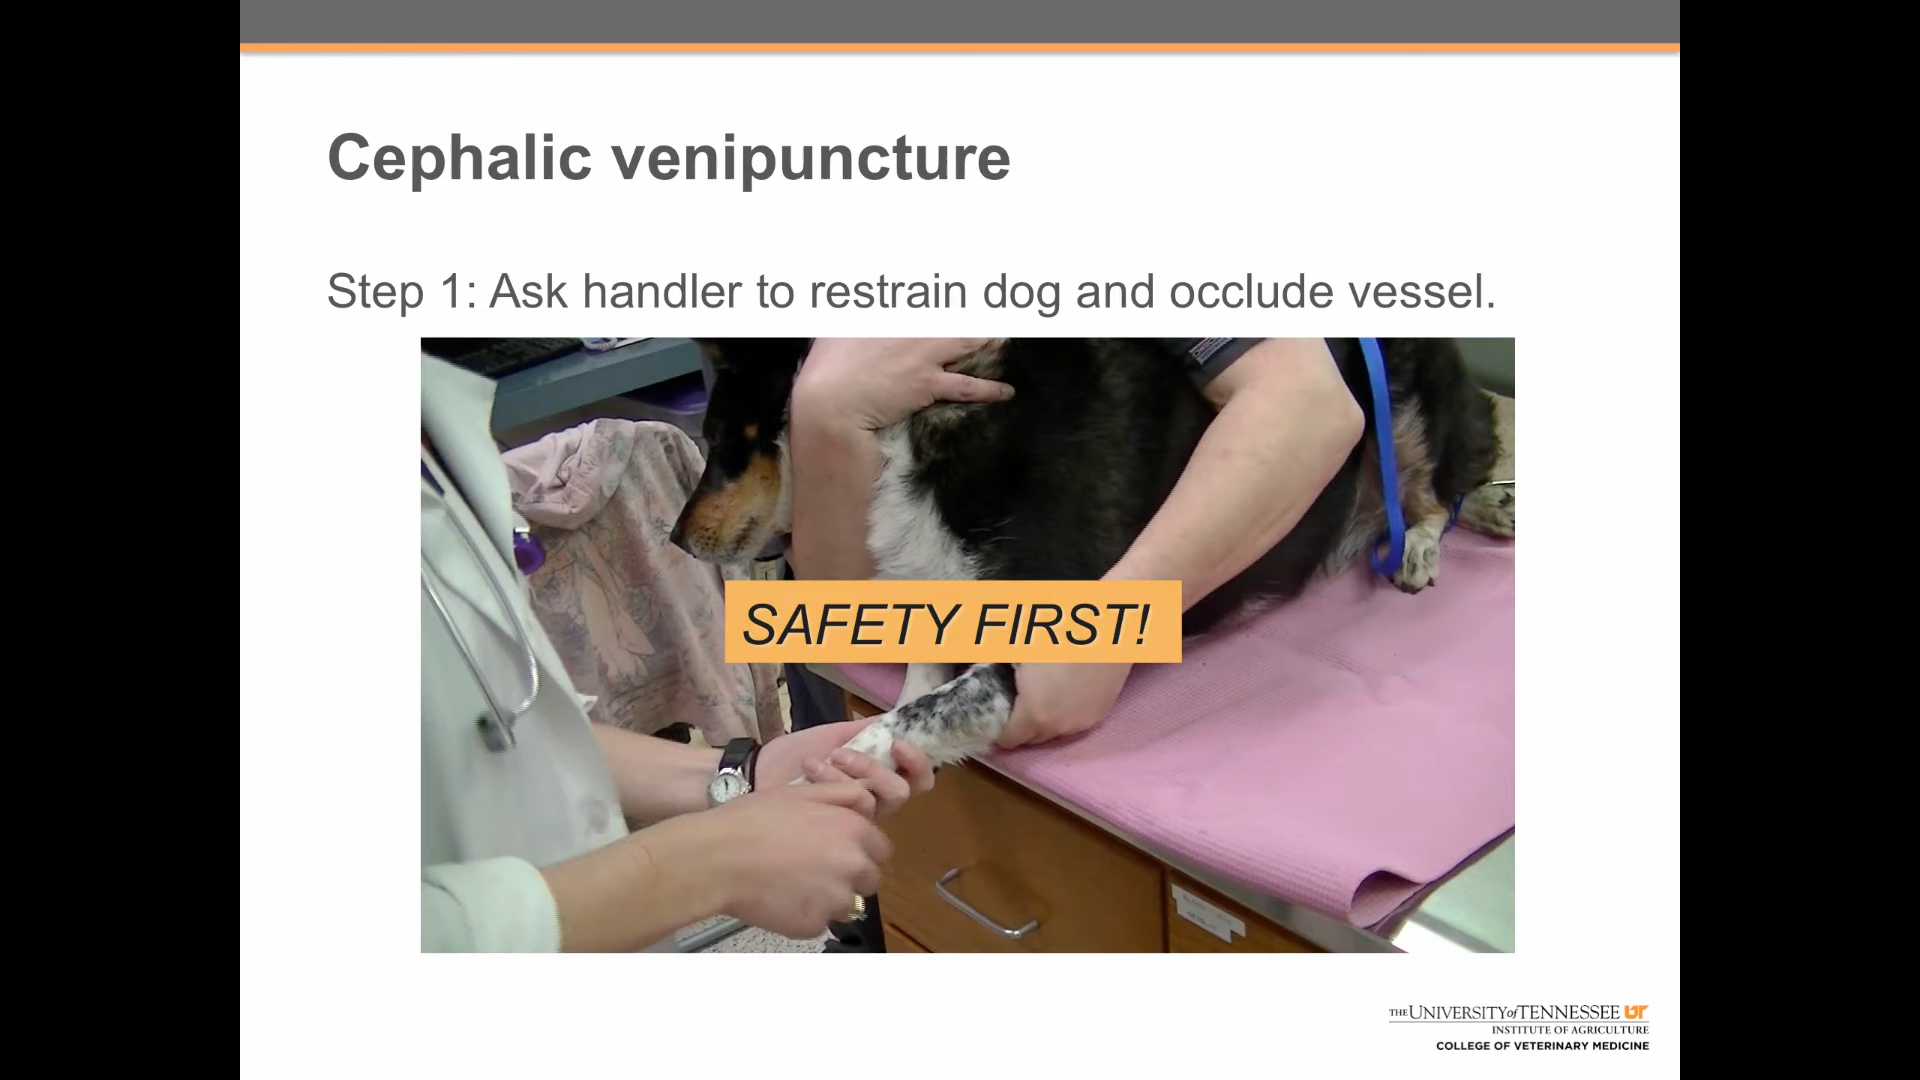 Cephalic venipuncture
Step 1: Ask handler to restrain dog and occlude vessel.
SAFETY FIRST!
THE UNIVERSITY of TENNESSEE UT
INSTITUTE OF AGRICULTURE
COLLEGE OF VETERINARY MEDICINE